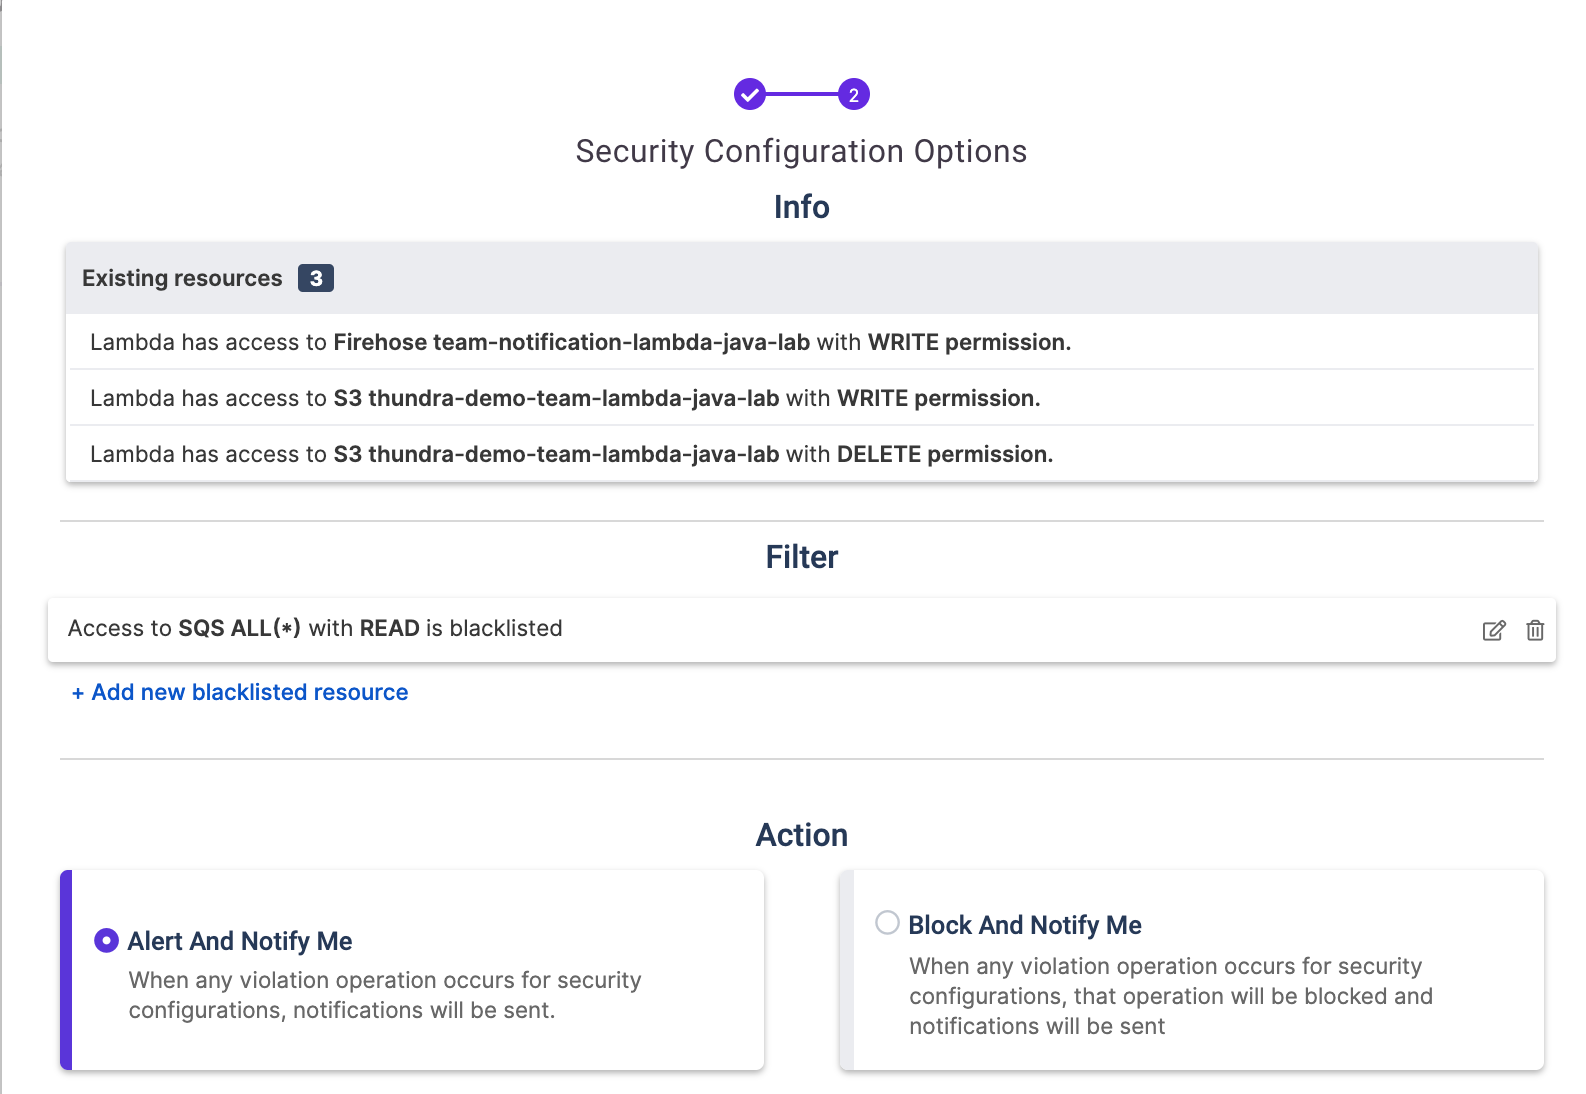 2
Security Configuration Options
Info
Existing resources 3
Lambda has access to Firehose team-notification-lambda-java-lab with WRITE permission.
Lambda has access to S3 thundra-demo-team-lambda-java-lab with WRITE permission.
Lambda has access to S3 thundra-demo-team-lambda-java-lab with DELETE permission.
Filter
Access to SQS ALL(*) with READ is blacklisted
+ Add new blacklisted resource
Action
Alert And Notify Me
When any violation operation occurs for security
configurations, notifications will be sent.
Block And Notify Me
When any violation operation occurs for security
configurations, that operation will be blocked and
notifications will be sent